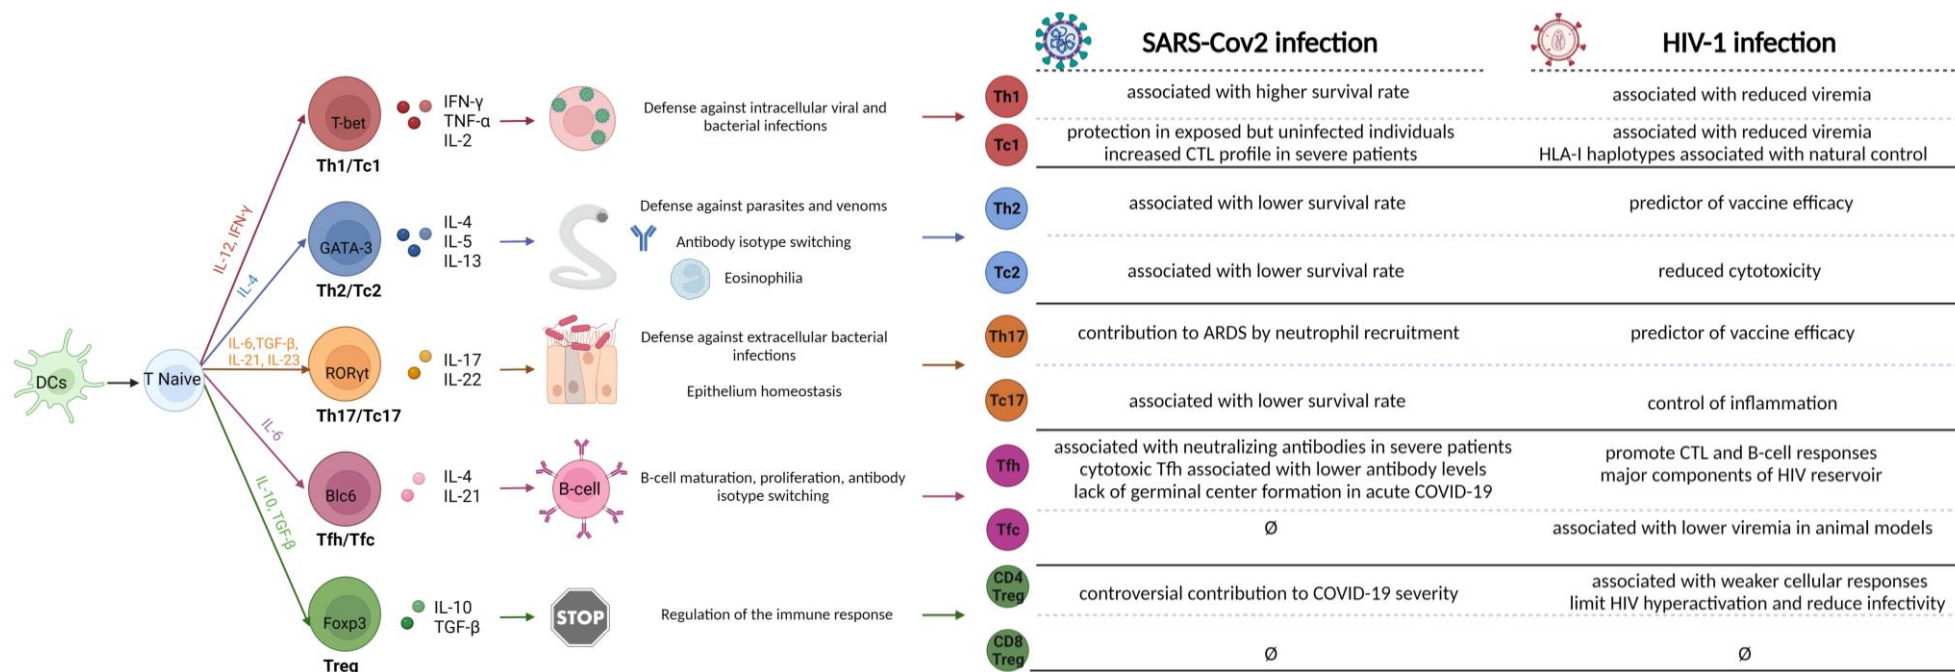 SARS-Cov2 infection
HIV-1 infection
DCs
T Naive
IL-12, IFN-γ
IL-4
IL-6,TGF-β,
IL-21, IL-23
IL-6
IL-10, TGF-β
T-bet
Th1/Tc1
IFN-γ
TNF-α
IL-2
Defense against intracellular viral and
bacterial infections
GATA-3
Th2/Tc2
IL-4
IL-5
IL-13
Defense against parasites and venoms
Antibody isotype switching
Eosinophilia
RORγt
Th17/Tc17
IL-17
IL-22
Defense against extracellular bacterial
infections
Epithelium homeostasis
Blc6
Tfh/Tfc
IL-4
IL-21
B-cell
B-cell maturation, proliferation, antibody
isotype switching
Foxp3
Treg
IL-10
TGF-β
STOP
Regulation of the immune response
Th1
associated with higher survival rate
associated with reduced viremia
Tc1
protection in exposed but uninfected individuals
increased CTL profile in severe patients
associated with reduced viremia
HLA-I haplotypes associated with natural control
Th2
associated with lower survival rate
predictor of vaccine efficacy
Tc2
associated with lower survival rate
reduced cytotoxicity
Th17
contribution to ARDS by neutrophil recruitment
predictor of vaccine efficacy
Tc17
associated with lower survival rate
control of inflammation
Tfh
associated with neutralizing antibodies in severe patients
cytotoxic Tfh associated with lower antibody levels
lack of germinal center formation in acute COVID-19
promote CTL and B-cell responses
major components of HIV reservoir
Tfc
Ø
associated with lower viremia in animal models
CD4
Treg
controversial contribution to COVID-19 severity
associated with weaker cellular responses
limit HIV hyperactivation and reduce infectivity
CD8
Treg
Ø
Ø